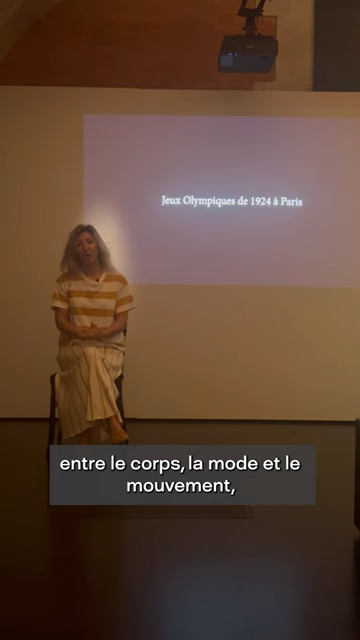 Jeux Olympiques de 1924 à Paris
entre le corps, la mode et le
mouvement,